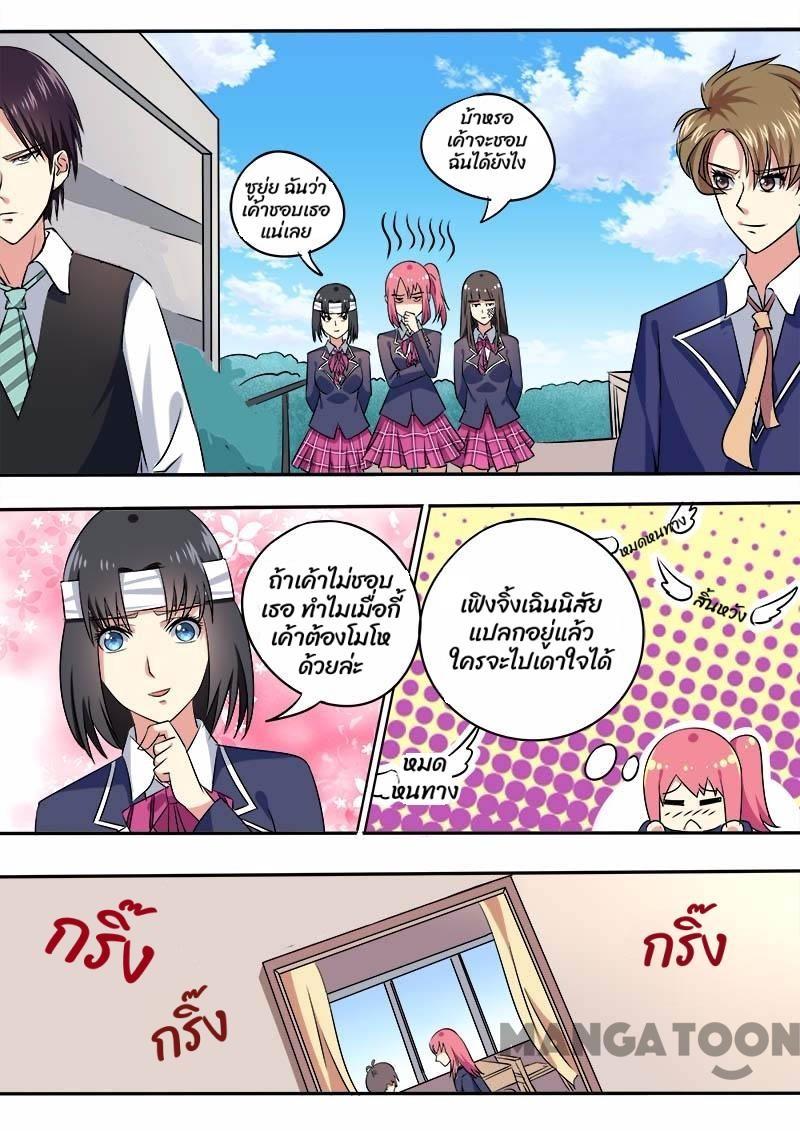 ซูยุ่ย ฉันว่า
เค้าชอบเธอ
แน่เลย
บ้าหรอ
เค้าจะชอบ
ฉันได้ยังไง
ถ้าเค้าไม่ชอบ
เธอ ทำไมเมื่อกี้
เค้าต้องโมโห
ด้วยล่ะ
เฟิงจิ้งเฉินนิสัย
แปลกอยู่แล้ว
ใครจะไปเดาใจได้
หมดหนทาง
สิ้นหวัง
หมด
หนทาง
กริ๊ง
กริ๊ง
กริ๊ง
MANGA TOON